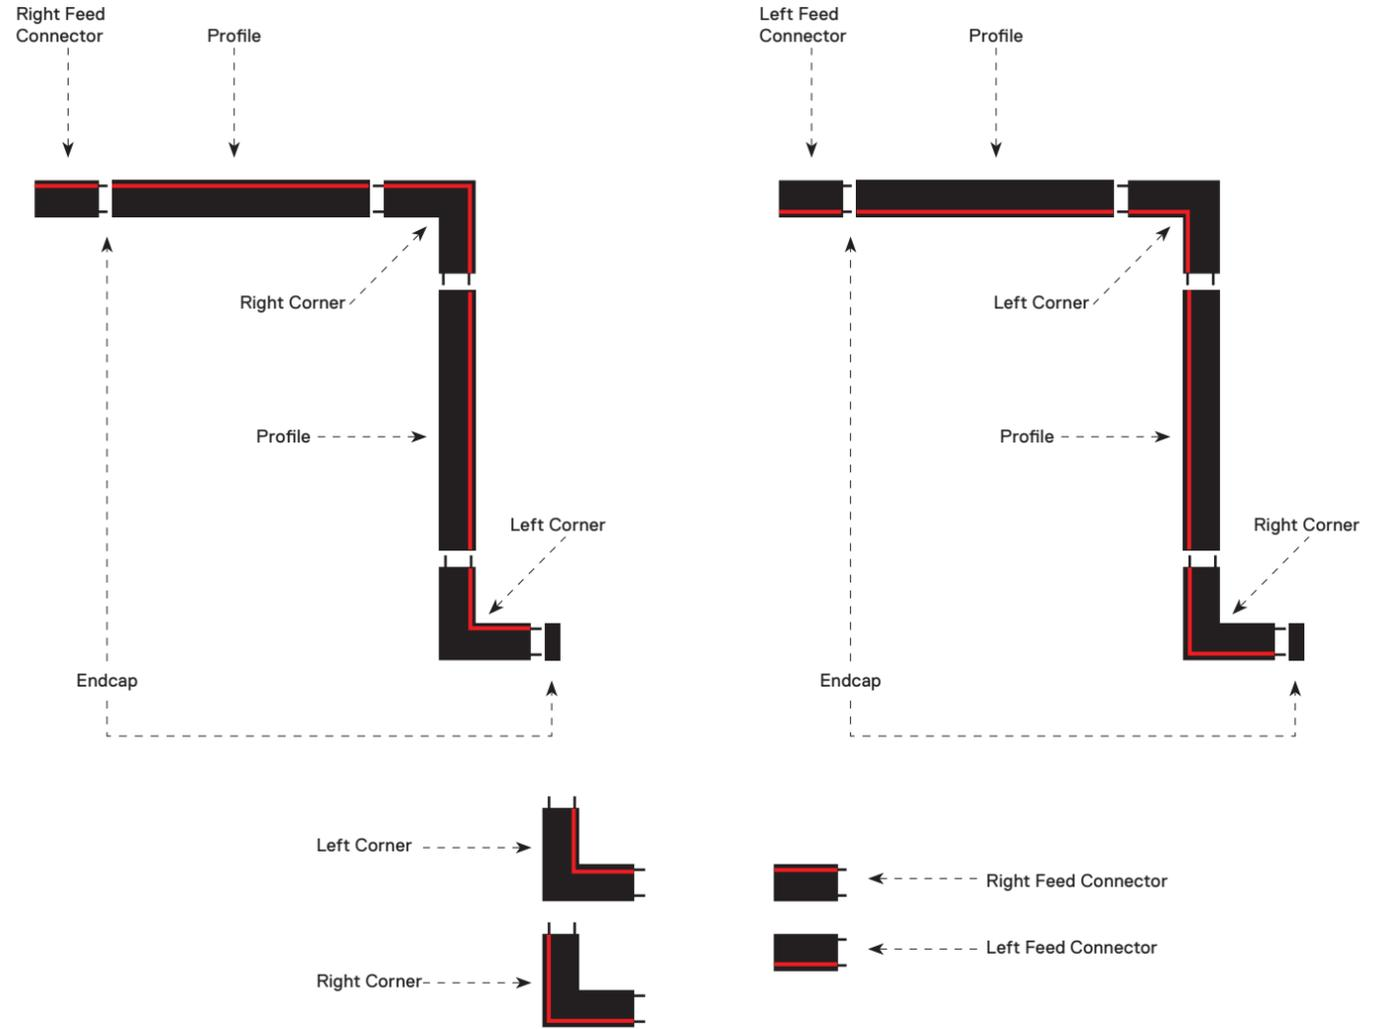 Right Feed
Connector
Profile
Left Feed
Connector
Profile
Right Corner
Left Corner
Profile
Profile
Left Corner
Right Corner
Endcap
Endcap
Left Corner
Right Feed Connector
Left Feed Connector
Right Corner